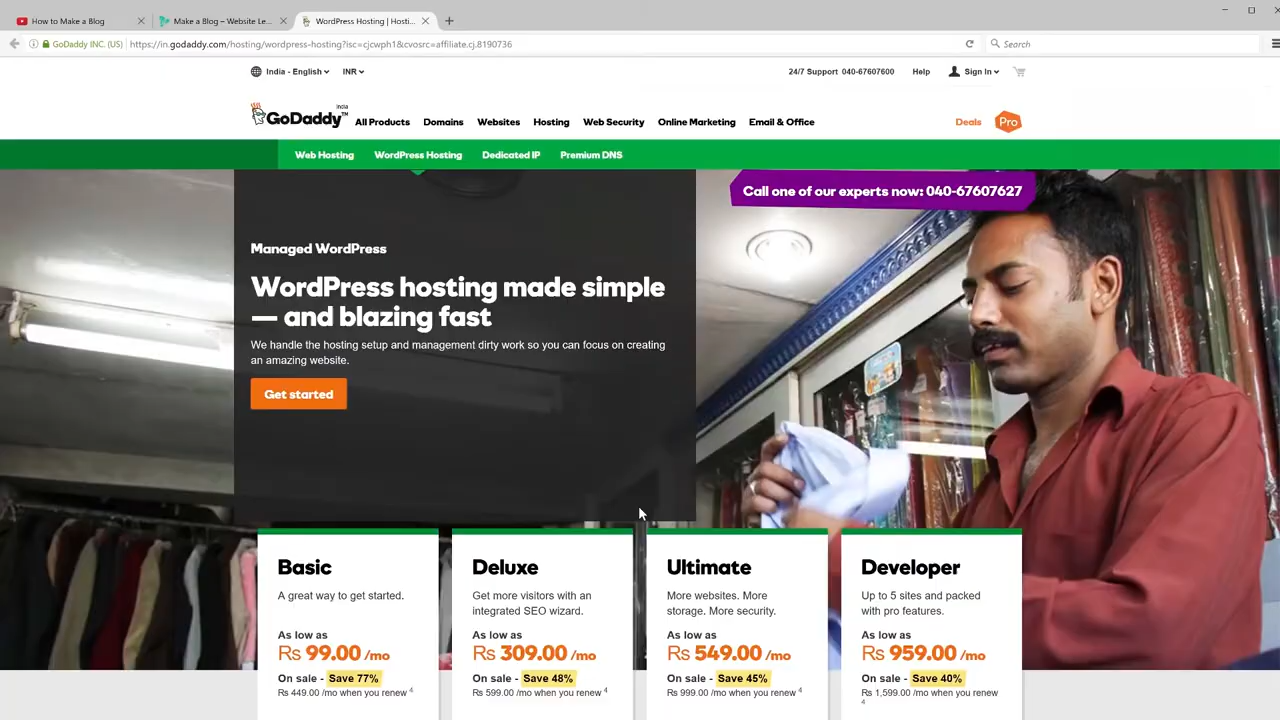 How to Make a Blog
Make a Blog – Website Le...
WordPress Hosting | Hosti...
GoDaddy INC. (US)
https://in.godaddy.com/hosting/wordpress-hosting?isc=cjcwph1&cvosrc=affiliate.cj.8190736
Search
India - English
INR
24/7 Support 040-67607600
Help
Sign In
GoDaddy™
India
All Products
Domains
Websites
Hosting
Web Security
Online Marketing
Email & Office
Deals
Pro
Web Hosting
WordPress Hosting
Dedicated IP
Premium DNS
Call one of our experts now: 040-67607627
Managed WordPress
WordPress hosting made simple
— and blazing fast
We handle the hosting setup and management dirty work so you can focus on creating
an amazing website.
Get started
Basic
A great way to get started.
As low as
Rs 99.00 /mo
On sale - Save 77%
Rs 449.00 /mo when you renew 4
Deluxe
Get more visitors with an
integrated SEO wizard.
As low as
Rs 309.00 /mo
On sale - Save 48%
Rs 599.00 /mo when you renew 4
Ultimate
More websites. More
storage. More security.
As low as
Rs 549.00 /mo
On sale - Save 45%
Rs 999.00 /mo when you renew 4
Developer
Up to 5 sites and packed
with pro features.
As low as
Rs 959.00 /mo
On sale - Save 40%
Rs 1,599.00 /mo when you renew
4